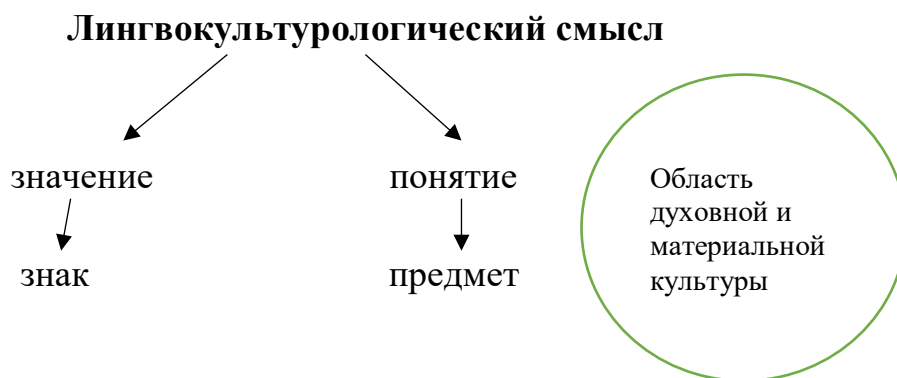 Лингвокультурологический смысл
значение
понятие
знак
предмет
Область
духовной и
материальной
культуры